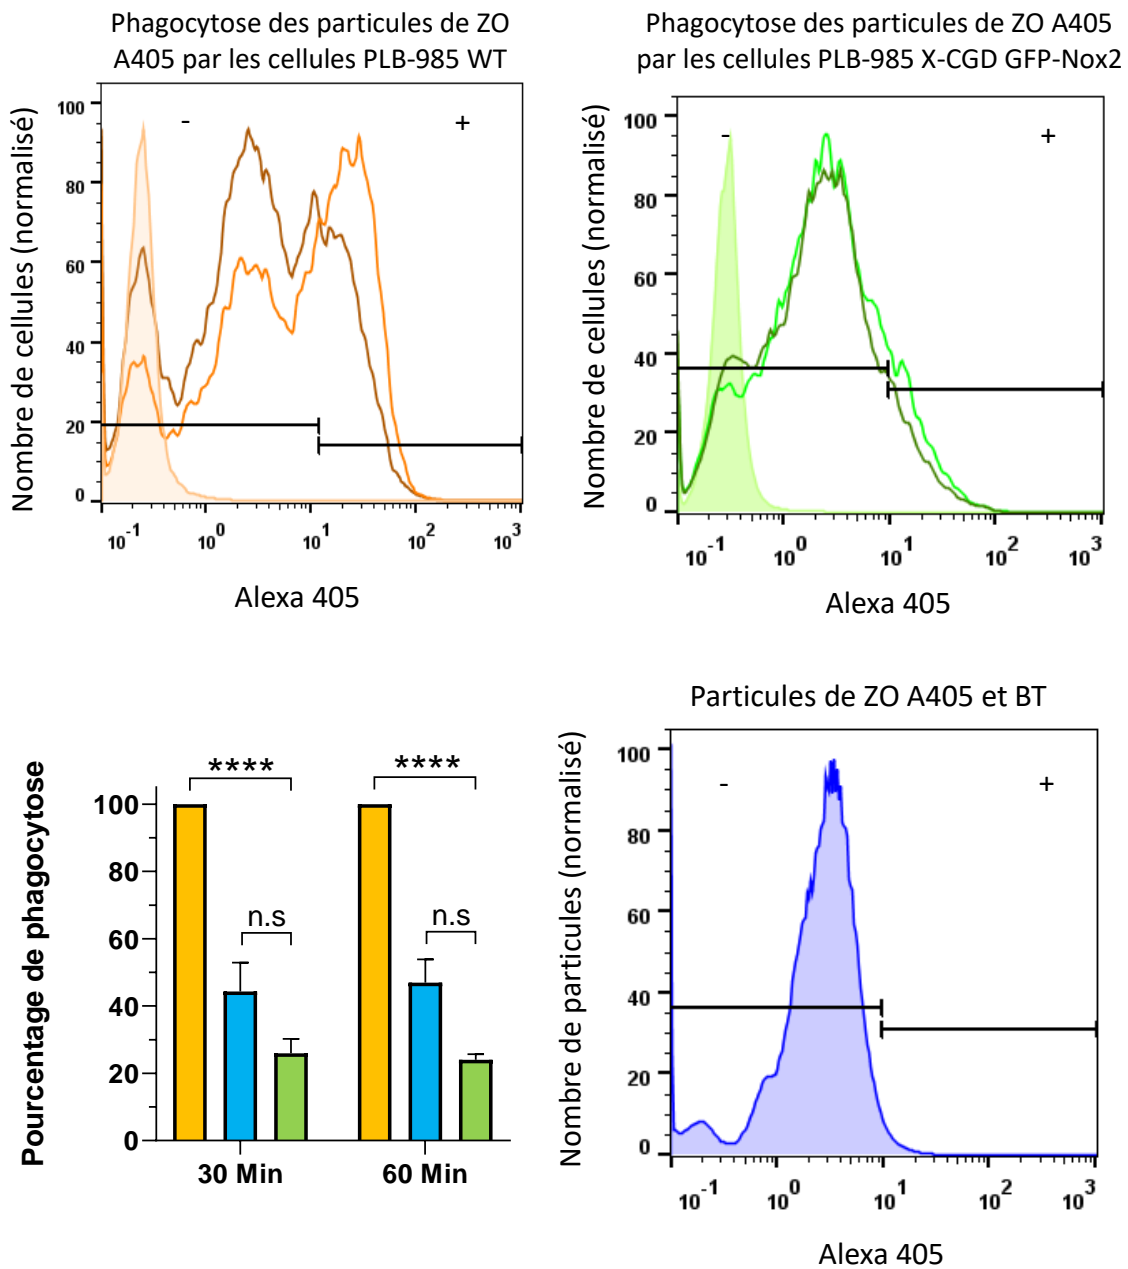 Phagocytose des particules de ZO
A405 par les cellules PLB-985 WT
Nombre de cellules (normalisé)
100
80
60
40
20
0
-
+
10-1
100
101
102
103
Alexa 405
Phagocytose des particules de ZO A405
par les cellules PLB-985 X-CGD GFP-Nox2
Nombre de cellules (normalisé)
100
80
60
40
20
0
-
+
10-1
100
101
102
103
Alexa 405
Pourcentage de phagocytose
100
80
60
40
20
0
****
n.s
****
n.s
30 Min
60 Min
Particules de ZO A405 et BT
Nombre de particules (normalisé)
100
80
60
40
20
0
-
+
10-1
100
101
102
103
Alexa 405